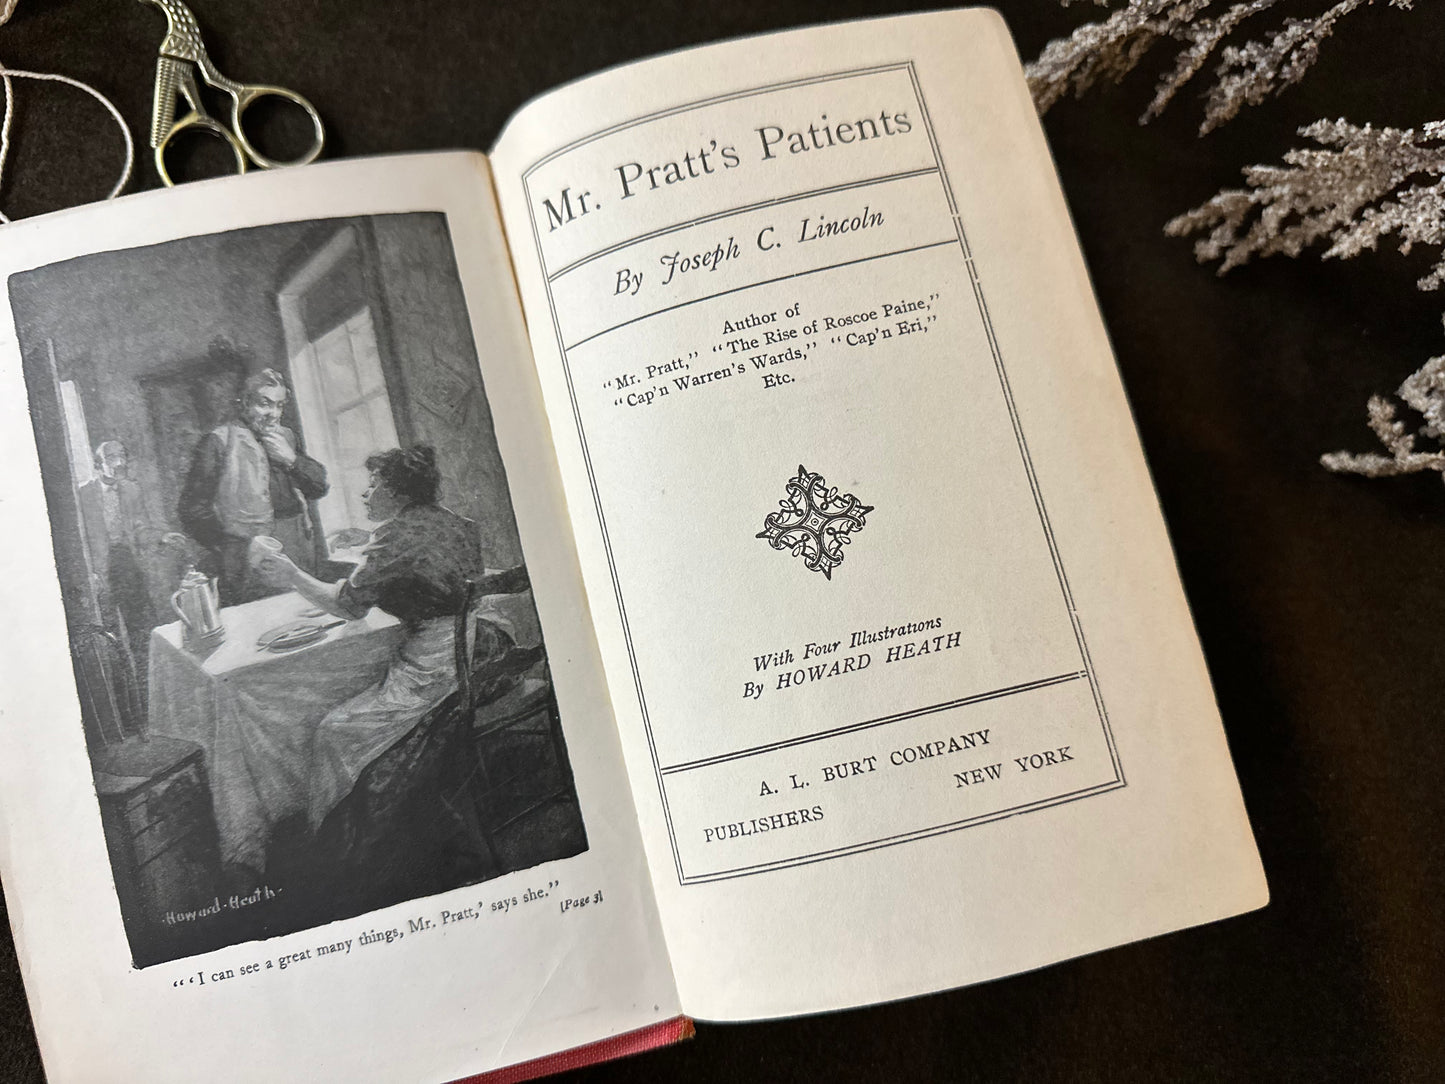 Howard · Heath ·
“‘I can see a great many things, Mr. Pratt,’ says she.”
[Page 3]
Mr. Pratt's Patients
By Joseph C. Lincoln
Author of
“Mr. Pratt,” “The Rise of Roscoe Paine,”
“Cap'n Warren's Wards,” “Cap'n Eri,”
Etc.
With Four Illustrations
By HOWARD HEATH
A. L. BURT COMPANY
PUBLISHERS NEW YORK